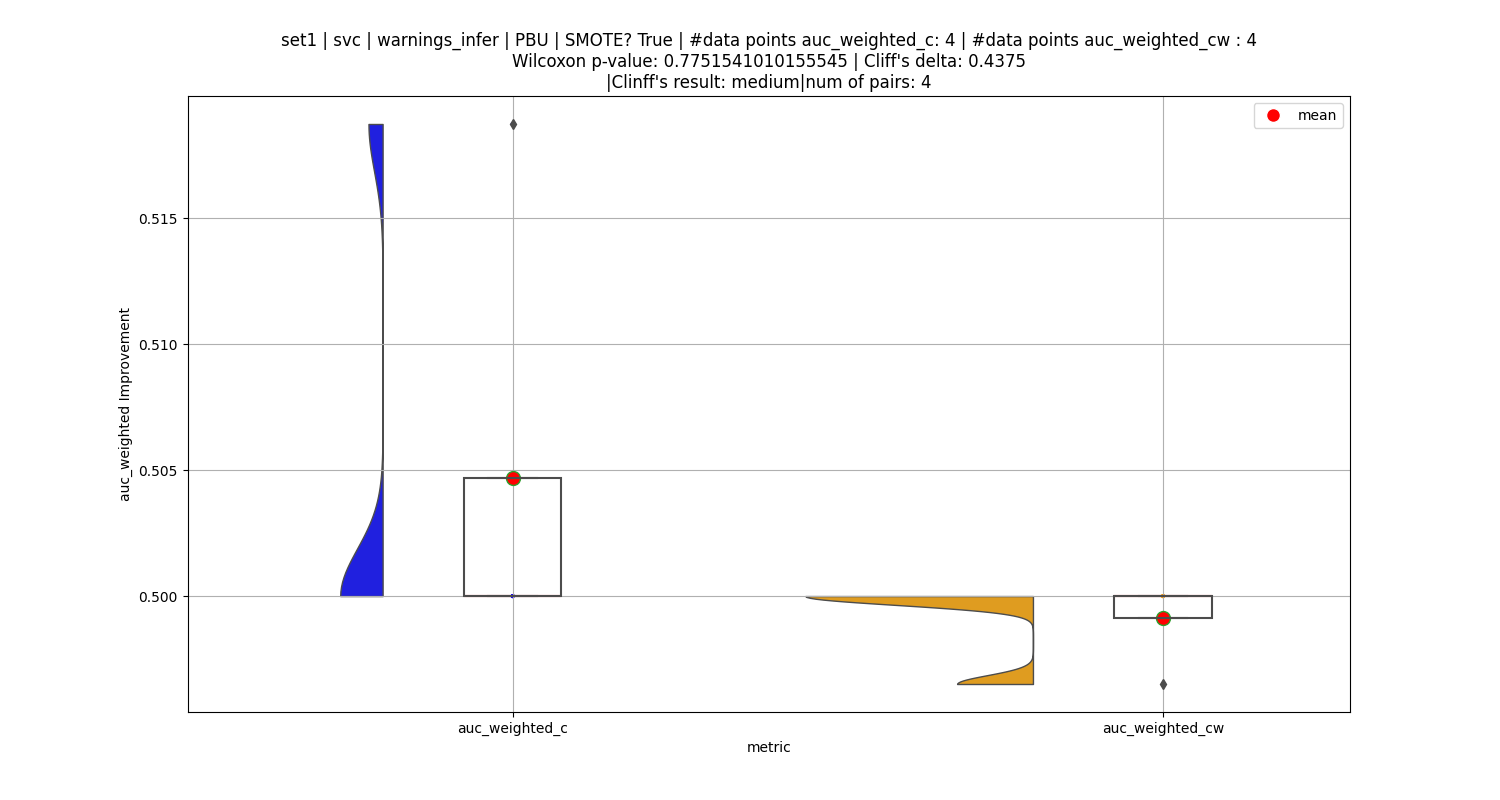 set1 | svc | warnings_infer | PBU | SMOTE? True | #data points auc_weighted_c: 4 | #data points auc_weighted_cw : 4
Wilcoxon p-value: 0.7751541010155545 | Cliff's delta: 0.4375
|Clinff's result: medium|num of pairs: 4
mean
0.515
0.510
0.505
0.500
auc_weighted Improvement
auc_weighted_c
auc_weighted_cw
metric